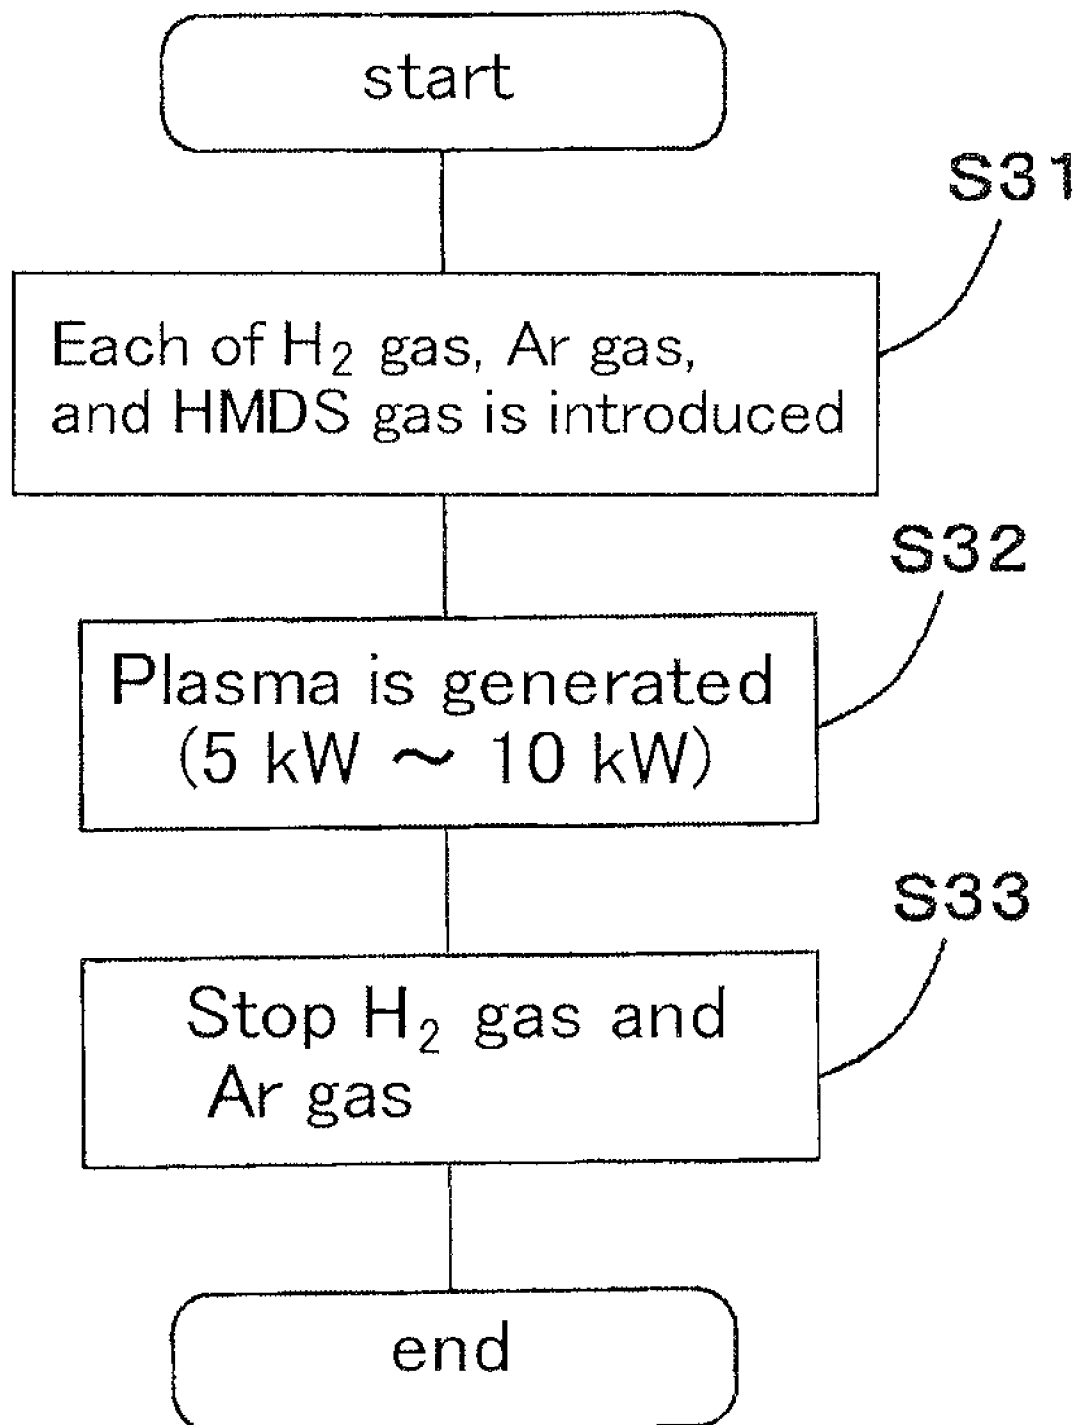 start
S31
Each of H₂ gas, Ar gas,
and HMDS gas is introduced
S32
Plasma is generated
(5 kW ～ 10 kW)
S33
Stop H₂ gas and
Ar gas
end